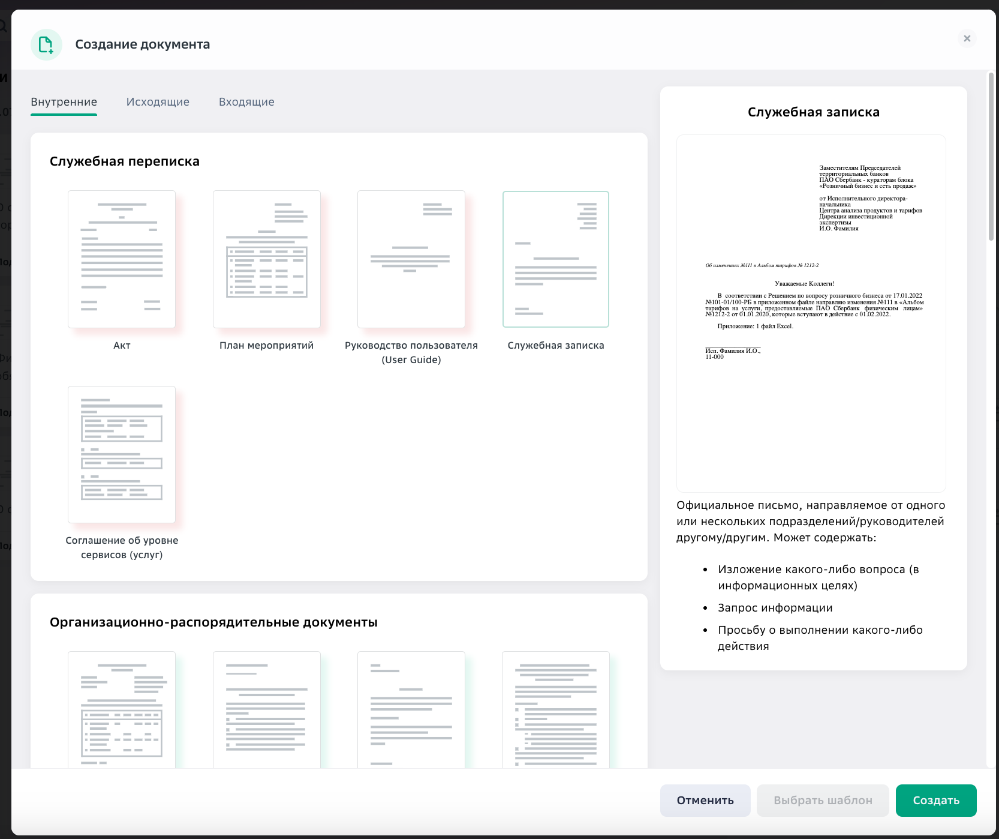 Создание документа
Внутренние
Исходящие
Входящие
Служебная переписка
Акт
План мероприятий
Руководство пользователя
(User Guide)
Служебная записка
Соглашение об уровне
сервисов (услуг)
Организационно-распорядительные документы
Служебная записка
Заместителям Председателей
территориальных банков
ПАО Сбербанк - кураторам блока
«Розничный бизнес и сеть продаж»
от Исполнительного директора-
начальника
Центра анализа продуктов и тарифов
Дирекции инвестиционной
экспертизы
И.О. Фамилия
Об изменениях №111 в Альбом тарифов № 1212-2
Уважаемые Коллеги!
В соответствии с Решением по вопросу розничного бизнеса от 17.01.2022
№101-01/100-РБ в приложенном файле направляю изменения №111 в «Альбом
тарифов на услуги, предоставляемые ПАО Сбербанк физическим лицам»
№1212-2 от 01.01.2020, которые вступают в действие с 01.02.2022.
Приложение: 1 файл Excel.
Исп. Фамилия И.О.,
11-000
Официальное письмо, направляемое от одного
или нескольких подразделений/руководителей
другому/другим. Может содержать:
• Изложение какого-либо вопроса (в
информационных целях)
• Запрос информации
• Просьбу о выполнении какого-либо
действия
Отменить
Выбрать шаблон
Создать